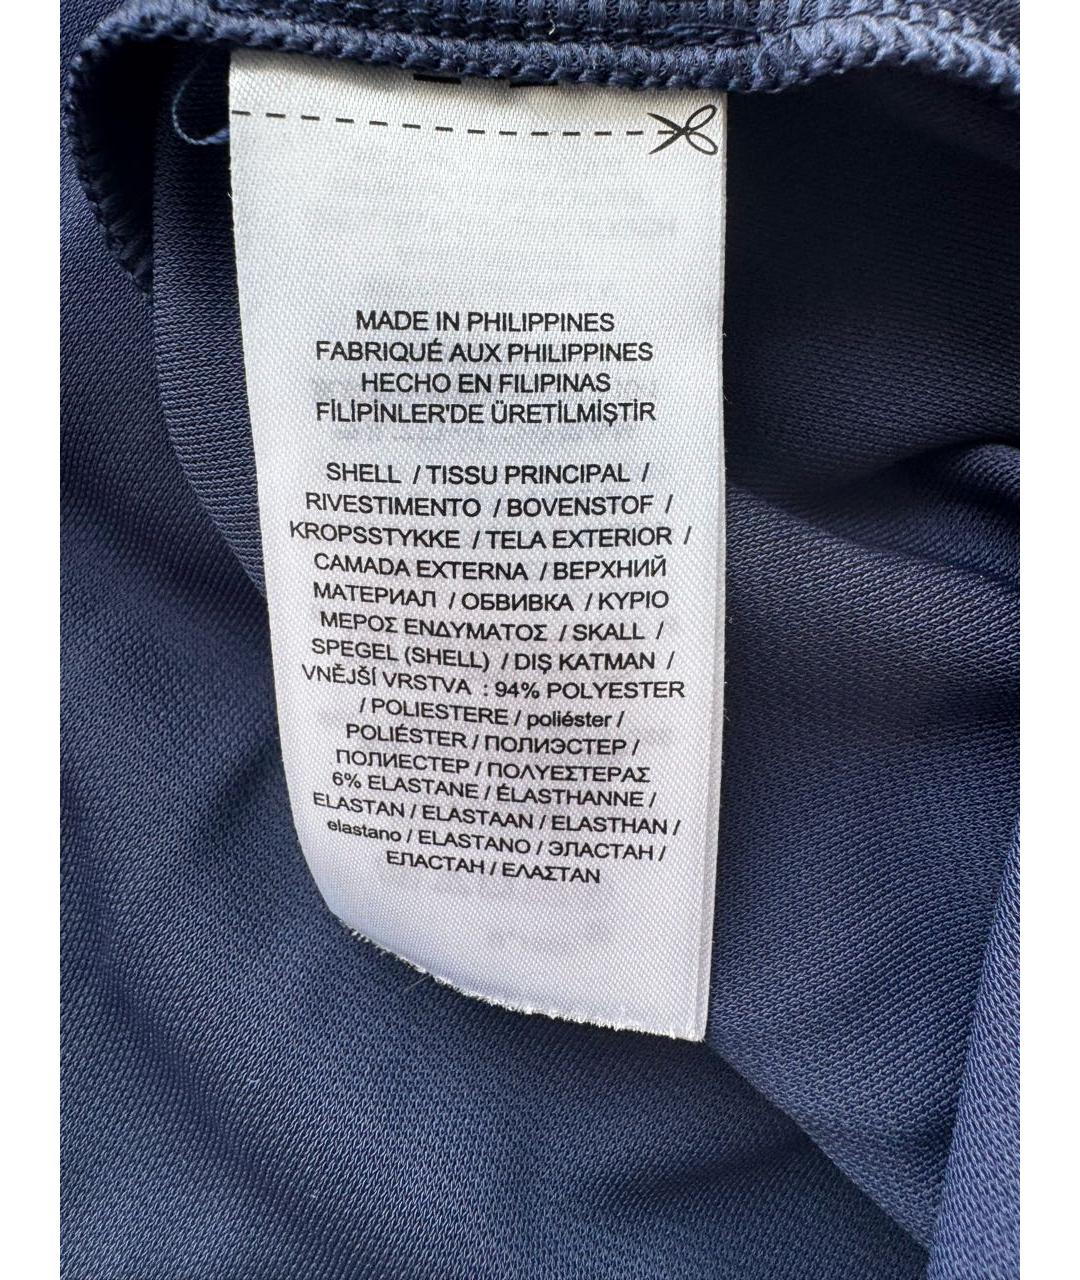 MADE IN PHILIPPINES
FABRIQUÉ AUX PHILIPPINES
HECHO EN FILIPINAS
FİLİPİNLER'DE ÜRETİLMİŞTİR
SHELL / TISSU PRINCIPAL /
RIVESTIMENTO / BOVENSTOF /
KROPSSTYKKE / TELA EXTERIOR /
CAMADA EXTERNA / ВЕРХНИЙ
МАТЕРИАЛ / ОБВИВКА / ΚΥΡΙΟ
ΜΕΡΟΣ ΕΝΔΥΜΑΤΟΣ / SKALL /
SPEGEL (SHELL) / DIŞ KATMAN /
VNĚJŠÍ VRSTVA : 94% POLYESTER
/ POLIESTERE / poliéster /
POLIÉSTER / ПОЛИЭСТЕР /
ПОЛИЕСТЕР / ΠΟΛΥΕΣΤΕΡΑΣ
6% ELASTANE / ÉLASTHANNE /
ELASTAN / ELASTAAN / ELASTHAN /
elastano / ELASTANO / ЭЛАСТАН /
ЕЛАСТАН / ΕΛΑΣΤΑΝ